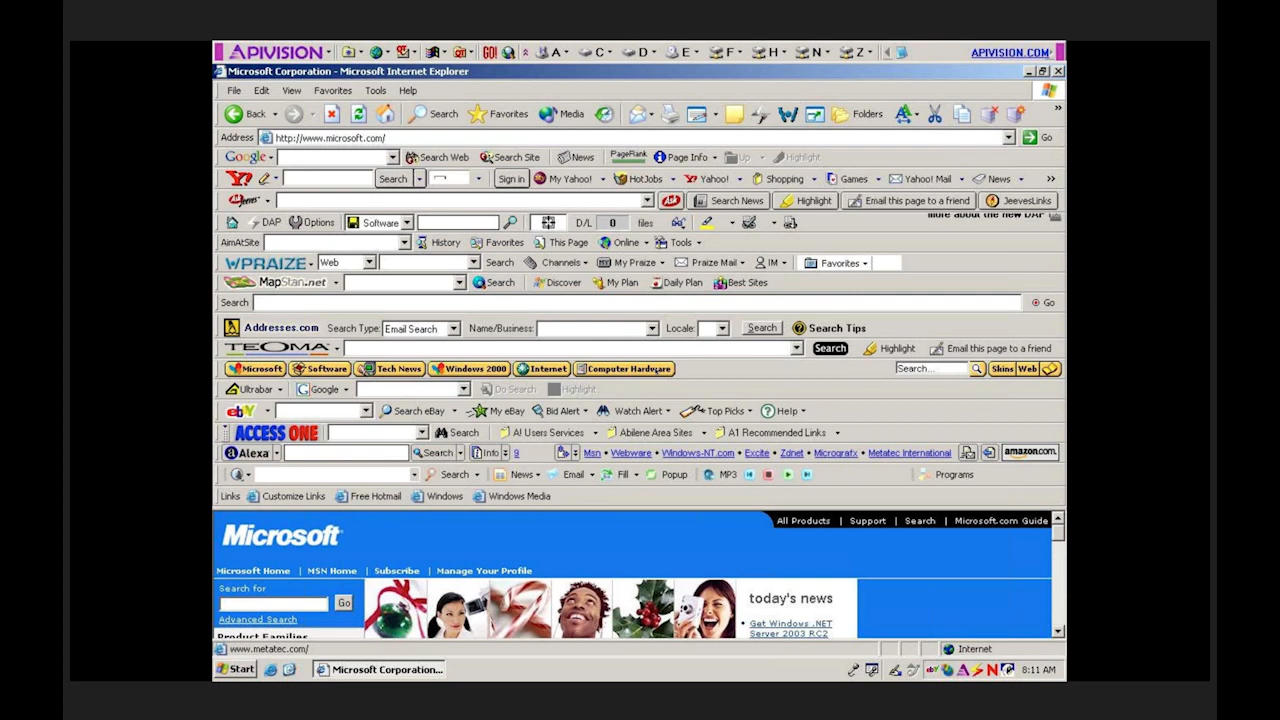 APIVISION A C D E F H N Z APIVISION.COM
Microsoft Corporation - Microsoft Internet Explorer
File Edit View Favorites Tools Help
Back Search Favorites Media Folders
Address http://www.microsoft.com/ Go
Google Search Web Search Site News PageRank Page Info Up Highlight
Y! Search Sign in My Yahoo! HotJobs Yahoo! Shopping Games Yahoo! Mail News
Search News Highlight Email this page to a friend JeevesLinks
DAP Options Software D/L 0 files more about the new DAP
AimAtSite History Favorites This Page Online Tools
WPRAIZE Web Search Channels My Praize Praize Mail IM Favorites
MapStan.net Search Discover My Plan Daily Plan Best Sites
Search Go
Addresses.com Search Type: Email Search Name/Business: Locale: Search Search Tips
TEOMA Search Highlight Email this page to a friend
Microsoft Software Tech News Windows 2000 Internet Computer Hardware Search... Skins Web
Ultrabar Google Do Search Highlight
ebY Search eBay My eBay Bid Alert Watch Alert Top Picks Help
ACCESS ONE Search A! Users Services Abilene Area Sites A1 Recommended Links
Alexa Search Info 9 Msn Webware Windows-NT.com Excite Zdnet Micrografx Metatec International amazon.com
Search News Email Fill Popup MP3 Programs
Links Customize Links Free Hotmail Windows Windows Media
All Products | Support | Search | Microsoft.com Guide
Microsoft
Microsoft Home | MSN Home | Subscribe | Manage Your Profile
Search for
Go
Advanced Search
Product Families
today's news
Get Windows .NET
Server 2003 RC2
www.metatec.com/ Internet
Start Microsoft Corporation... 8:11 AM